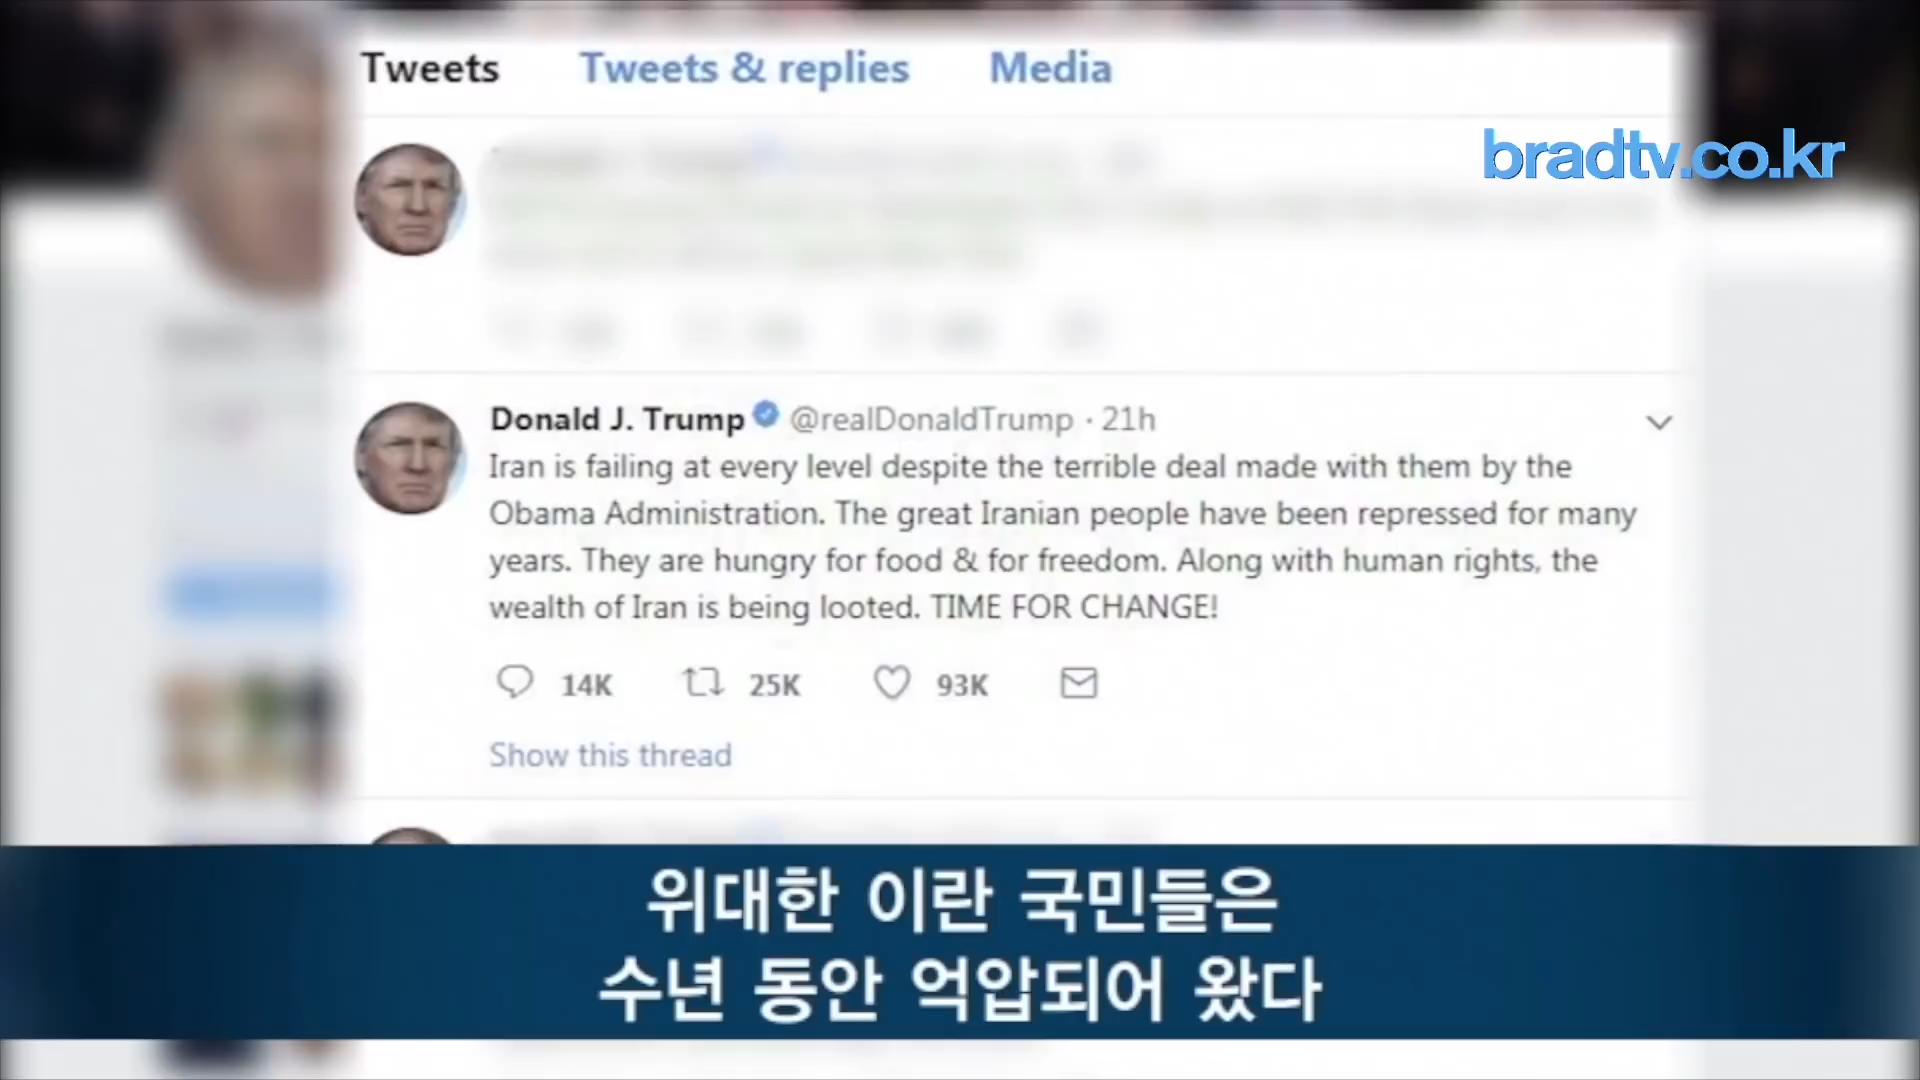 Tweets Tweets & replies Media
bradtv.co.kr
Donald J. Trump @realDonaldTrump · 21h
Iran is failing at every level despite the terrible deal made with them by the
Obama Administration. The great Iranian people have been repressed for many
years. They are hungry for food & for freedom. Along with human rights, the
wealth of Iran is being looted. TIME FOR CHANGE!
14K 25K 93K
Show this thread
위대한 이란 국민들은
수년 동안 억압되어 왔다